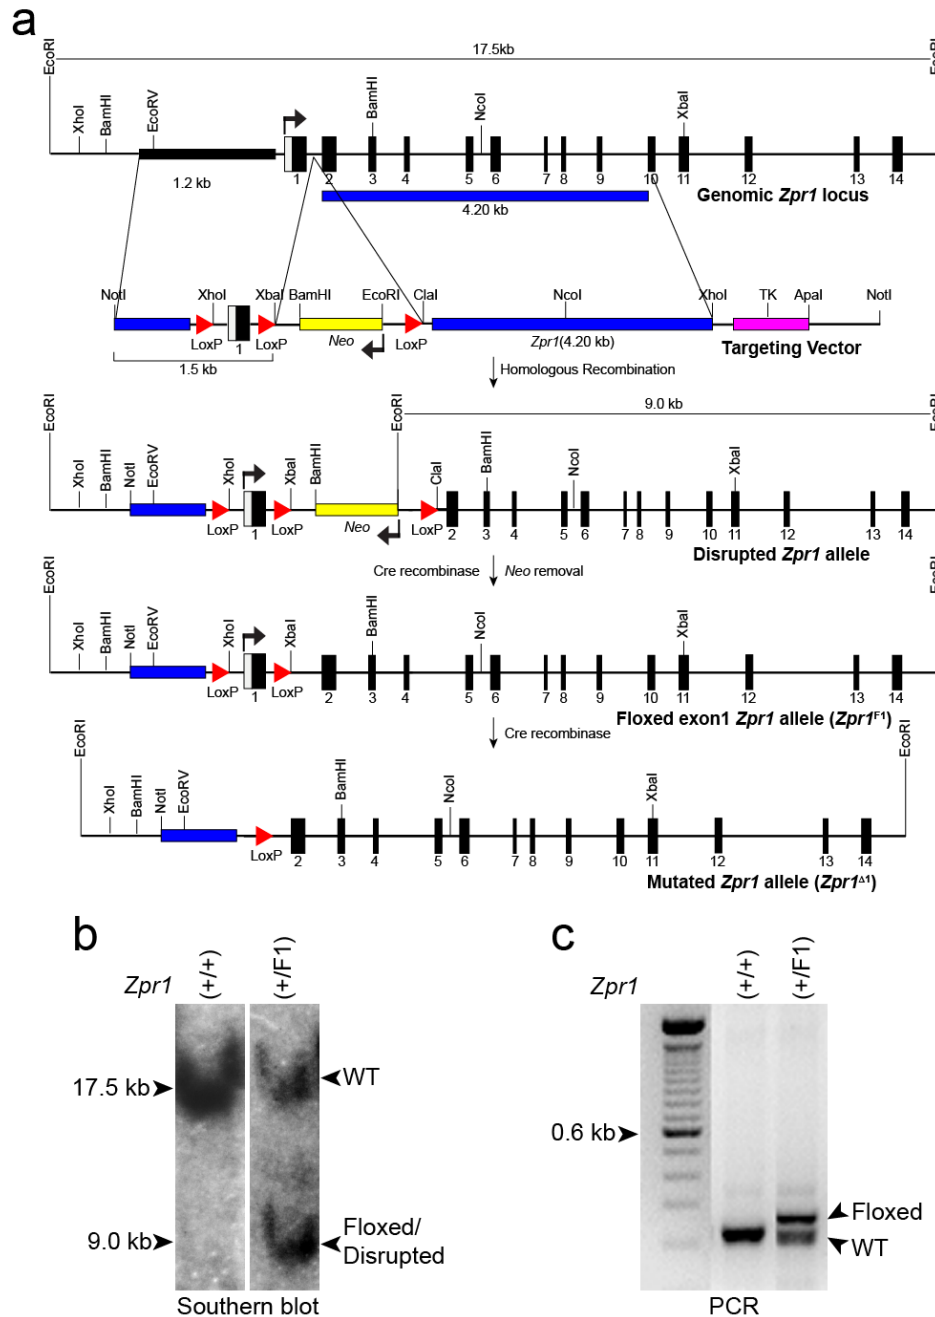 a
EcoRI
17.5kb
EcoRI
XhoI
BamHI
EcoRV
BamHI
NcoI
XbaI
1 2 3 4 5 6 7 8 9 10 11 12 13 14
1.2 kb
4.20 kb
Genomic Zpr1 locus
NotI
XhoI
XbaI
BamHI
EcoRI
ClaI
NcoI
XhoI
TK
ApaI
NotI
LoxP
1
LoxP
Neo
LoxP
Zpr1(4.20 kb)
Targeting Vector
1.5 kb
Homologous Recombination
EcoRI
EcoRI
9.0 kb
EcoRI
XhoI
BamHI
NotI
EcoRV
XhoI
XbaI
BamHI
ClaI
BamHI
NcoI
XbaI
LoxP
1
LoxP
Neo
LoxP
2 3 4 5 6 7 8 9 10 11 12 13 14
Disrupted Zpr1 allele
Cre recombinase
Neo removal
EcoRI
EcoRI
XhoI
BamHI
NotI
EcoRV
XhoI
XbaI
BamHI
NcoI
XbaI
LoxP
1
LoxP
2 3 4 5 6 7 8 9 10 11 12 13 14
Floxed exon1 Zpr1 allele (Zpr1F1)
Cre recombinase
EcoRI
EcoRI
XhoI
BamHI
NotI
EcoRV
BamHI
NcoI
XbaI
LoxP
2 3 4 5 6 7 8 9 10 11 12 13 14
Mutated Zpr1 allele (Zpr1Δ1)
b
Zpr1
(+/+)
(+/F1)
17.5 kb
WT
9.0 kb
Floxed/
Disrupted
Southern blot
c
Zpr1
(+/+)
(+/F1)
0.6 kb
Floxed
WT
PCR